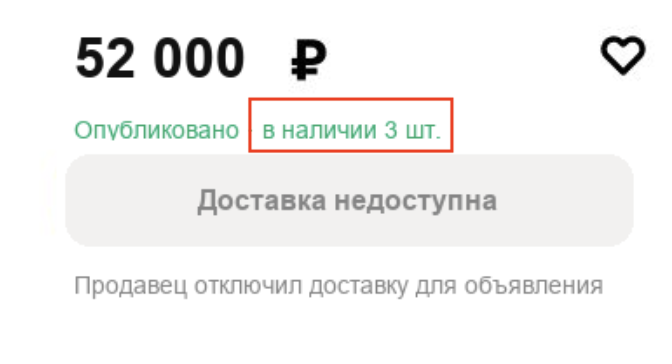 52 000 ₽
Опубликовано в наличии 3 шт.
Доставка недоступна
Продавец отключил доставку для объявления